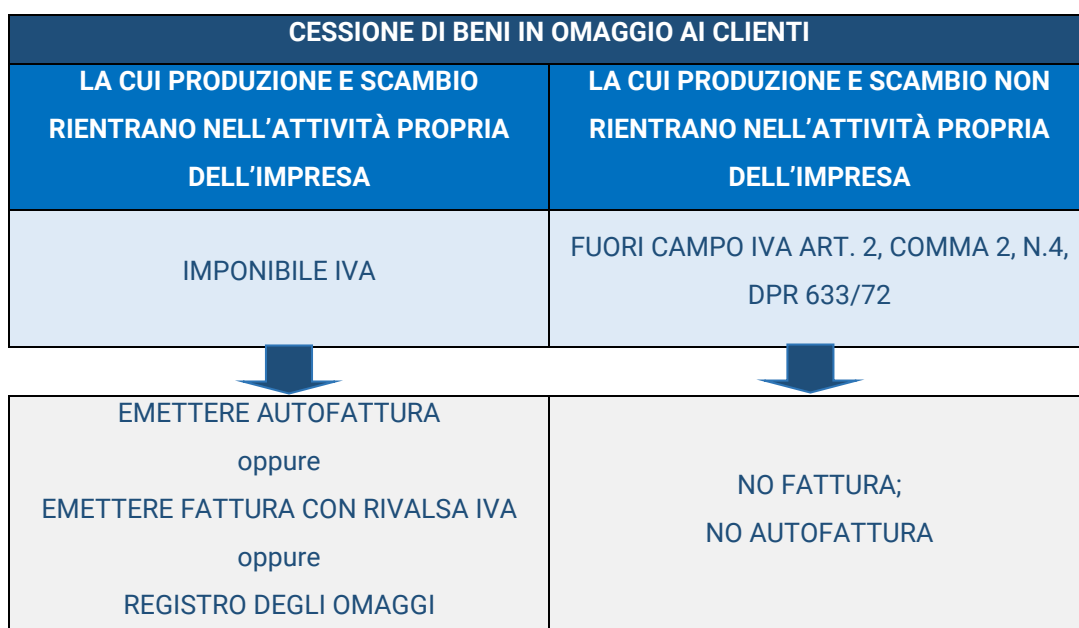 CESSIONE DI BENI IN OMAGGIO AI CLIENTI
LA CUI PRODUZIONE E SCAMBIO
RIENTRANO NELL’ATTIVITÀ PROPRIA
DELL’IMPRESA
LA CUI PRODUZIONE E SCAMBIO NON
RIENTRANO NELL’ATTIVITÀ PROPRIA
DELL’IMPRESA
IMPONIBILE IVA
FUORI CAMPO IVA ART. 2, COMMA 2, N.4,
DPR 633/72
EMETTERE AUTOFATTURA
oppure
EMETTERE FATTURA CON RIVALSA IVA
oppure
REGISTRO DEGLI OMAGGI
NO FATTURA;
NO AUTOFATTURA